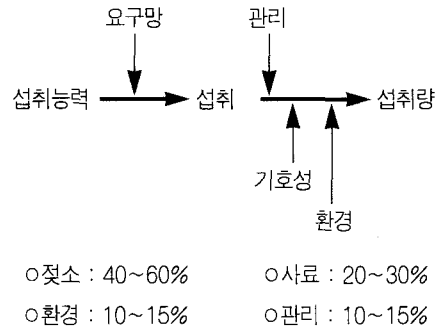 요구망 관리
섭취능력 섭취 섭취량
기호성
환경
○젖소 : 40~60% ○사료 : 20~30%
○환경 : 10~15% ○관리 : 10~15%